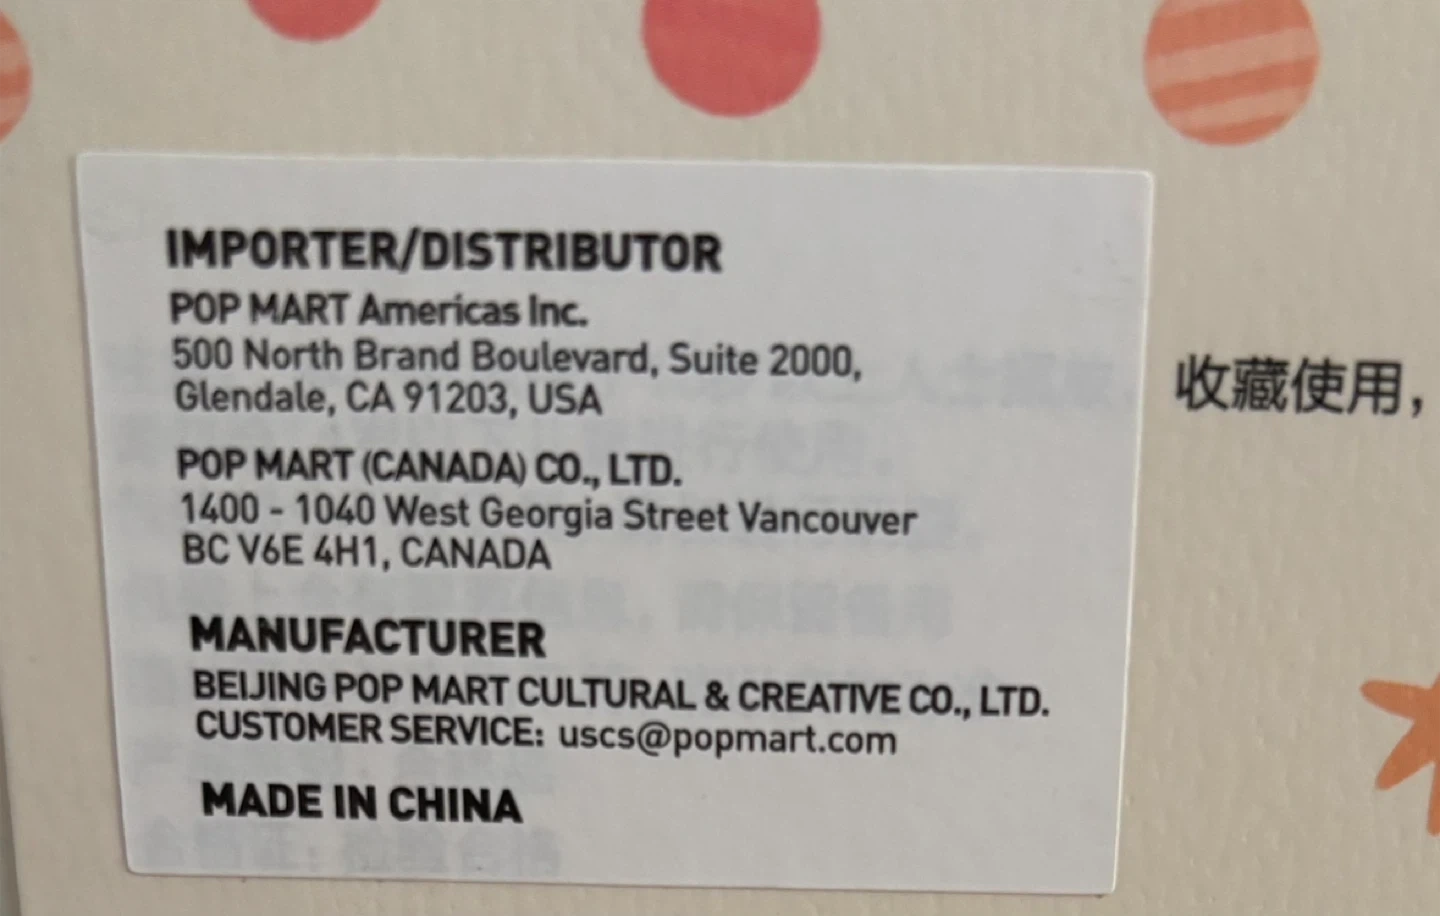 IMPORTER/DISTRIBUTOR
POP MART Americas Inc.
500 North Brand Boulevard, Suite 2000,
Glendale, CA 91203, USA
收藏使用，
POP MART (CANADA) CO., LTD.
1400 - 1040 West Georgia Street Vancouver
BC V6E 4H1, CANADA
MANUFACTURER
BEIJING POP MART CULTURAL & CREATIVE CO., LTD.
CUSTOMER SERVICE: uscs@popmart.com
MADE IN CHINA